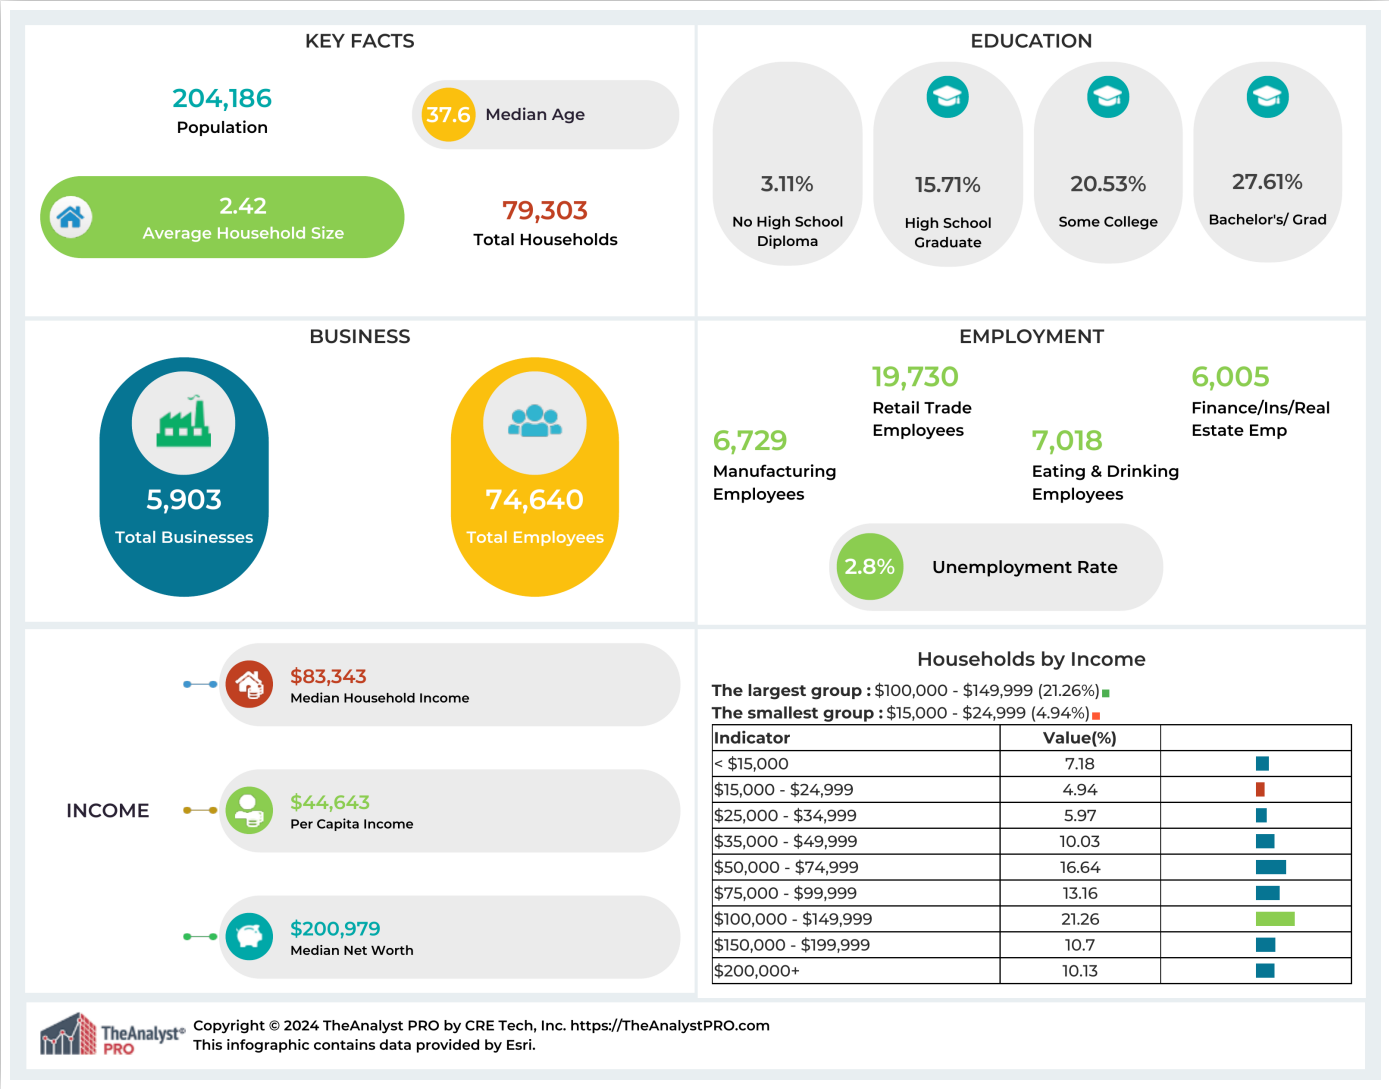 KEY FACTS
204,186
Population
37.6 Median Age
2.42
Average Household Size
79,303
Total Households
EDUCATION
3.11%
No High School
Diploma
15.71%
High School
Graduate
20.53%
Some College
27.61%
Bachelor's/ Grad
BUSINESS
5,903
Total Businesses
74,640
Total Employees
EMPLOYMENT
6,729
Manufacturing
Employees
19,730
Retail Trade
Employees
7,018
Eating & Drinking
Employees
6,005
Finance/Ins/Real
Estate Emp
2.8% Unemployment Rate
INCOME
$83,343
Median Household Income
$44,643
Per Capita Income
$200,979
Median Net Worth
Households by Income
The largest group : $100,000 - $149,999 (21.26%)
The smallest group : $15,000 - $24,999 (4.94%)
Indicator Value(%)
< $15,000 7.18
$15,000 - $24,999 4.94
$25,000 - $34,999 5.97
$35,000 - $49,999 10.03
$50,000 - $74,999 16.64
$75,000 - $99,999 13.16
$100,000 - $149,999 21.26
$150,000 - $199,999 10.7
$200,000+ 10.13
TheAnalyst©
PRO
Copyright © 2024 TheAnalyst PRO by CRE Tech, Inc. https://TheAnalystPRO.com
This infographic contains data provided by Esri.